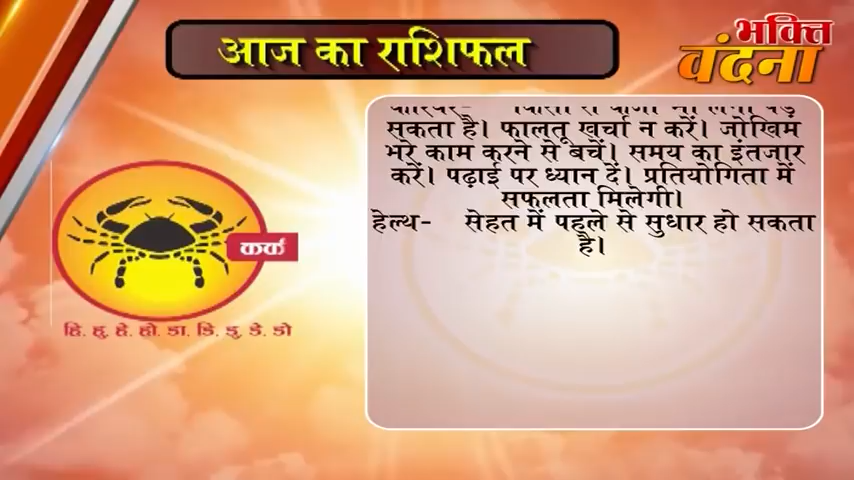 आज का राशिफल
भक्ति
वंदना
सकता है। फालतू खर्चा न करें। जोखिम
भरे काम करने से बचें। समय का इंतजार
करें। पढ़ाई पर ध्यान दें। प्रतियोगिता में
सफलता मिलेगी।
हेल्थ- सेहत में पहले से सुधार हो सकता
है।
कर्क
हि. हु. हे. हो. डा. डि. डु. डे. डो